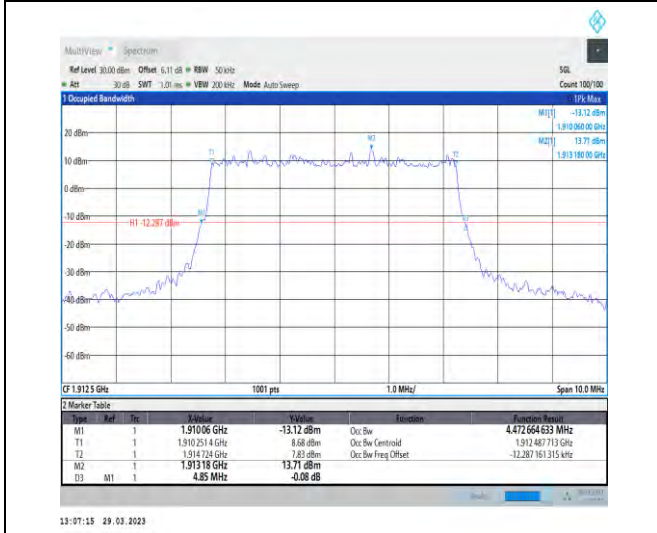 MultiView Spectrum
Ref Level 30.00 dBm Offset 6.11 dB RBW 50 kHz SGL
Att 30 dB SWT 1.01 ms VBW 200 kHz Mode Auto Sweep Count 100/100
1 Occupied Bandwidth 1Pk Max
M1[1] -13.12 dBm
1.910 060 00 GHz
M2[1] 13.71 dBm
1.913 180 00 GHz
20 dBm
M2
T1 T2
10 dBm
0 dBm
-10 dBm
H1 -12.287 dBm
-20 dBm
-30 dBm
-40 dBm
-50 dBm
-60 dBm
CF 1.912 5 GHz 1001 pts 1.0 MHz/ Span 10.0 MHz
2 Marker Table
Type Ref Trc X-Value Y-Value Function Function Result
M1 1 1.91006 GHz -13.12 dBm Occ Bw 4.472 664 633 MHz
T1 1 1.910 251 4 GHz 8.68 dBm Occ Bw Centroid 1.912 487 713 GHz
T2 1 1.914 724 GHz 7.83 dBm Occ Bw Freq Offset -12.287 161 315 kHz
M2 1 1.913 18 GHz 13.71 dBm
D3 M1 1 4.85 MHz -0.08 dB
13:07:15 29.03.2023